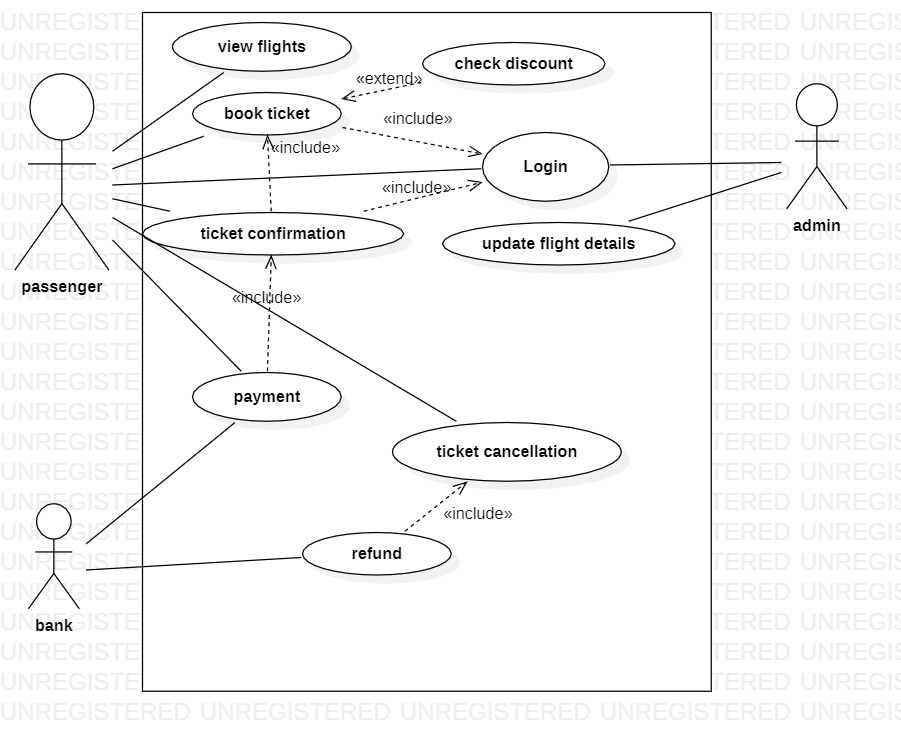 view flights
check discount
«extend»
book ticket
«include»
«include»
Login
«include»
ticket confirmation
admin
update flight details
passenger
«include»
payment
ticket cancellation
«include»
refund
bank
UNREGISTERED UNREGISTERED UNREGISTERED UNREGISTERED UNREGIS